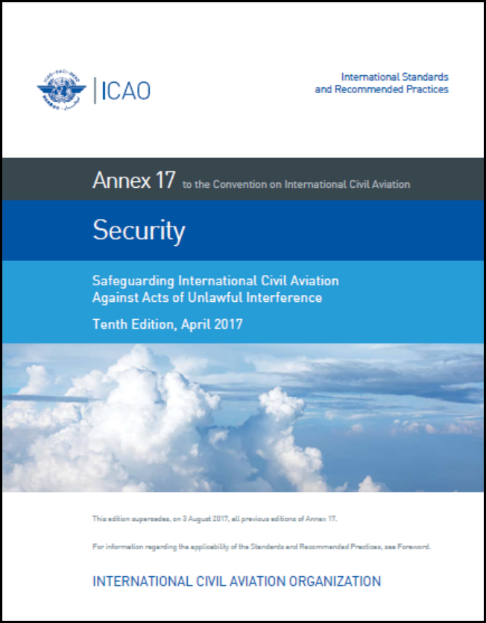 ICAO
International Standards
and Recommended Practices
Annex 17 to the Convention on International Civil Aviation
Security
Safeguarding International Civil Aviation
Against Acts of Unlawful Interference
Tenth Edition, April 2017
This edition supersedes, on 3 August 2017, all previous editions of Annex 17.
For information regarding the applicability of the Standards and Recommended Practices, see Foreword.
INTERNATIONAL CIVIL AVIATION ORGANIZATION